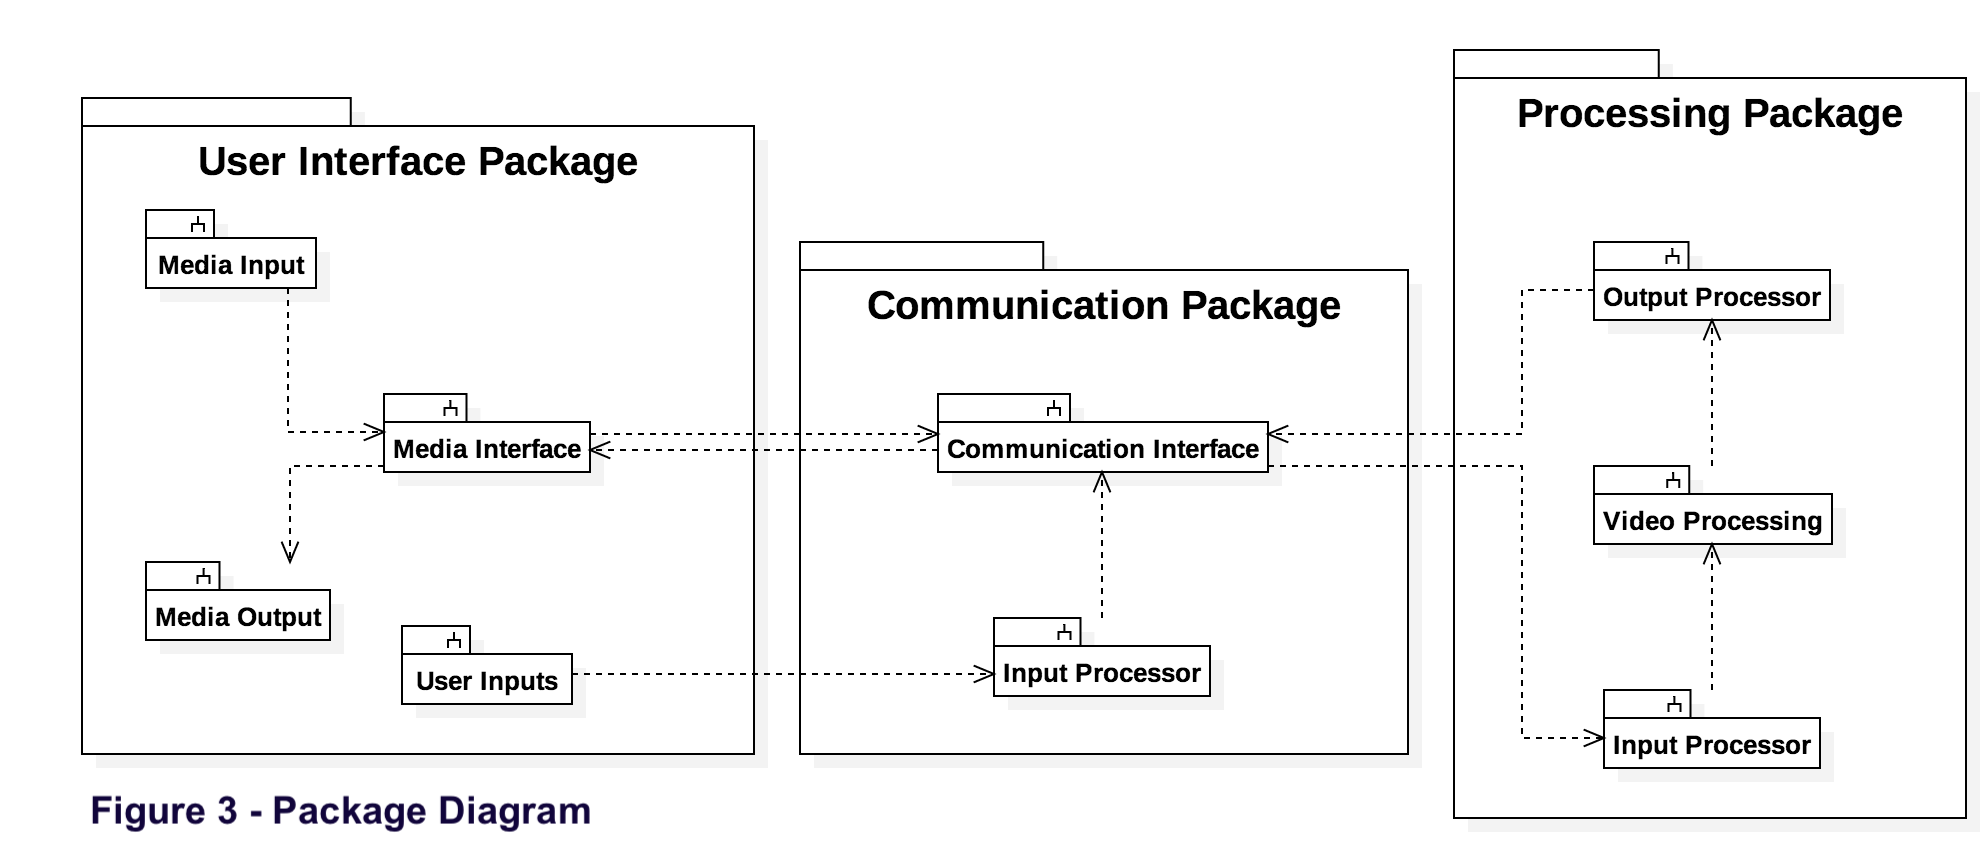 User Interface Package
Media Input
Media Interface
Media Output
User Inputs
Communication Package
Communication Interface
Input Processor
Processing Package
Output Processor
Video Processing
Input Processor
Figure 3 - Package Diagram